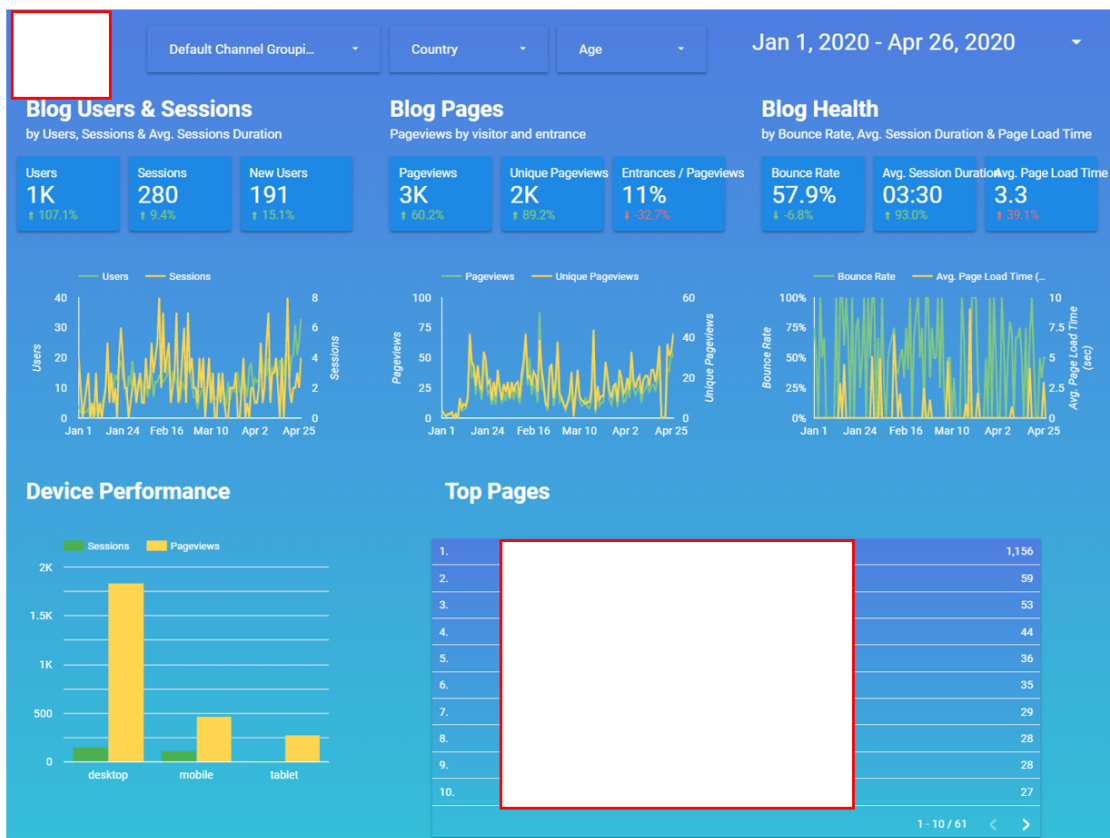 Default Channel Groupi...
Country
Age
Jan 1, 2020 - Apr 26, 2020
Blog Users & Sessions
by Users, Sessions & Avg. Sessions Duration
Users
1K
107.1%
Sessions
280
9.4%
New Users
191
15.1%
Users
Sessions
40
30
20
10
0
Users
8
6
4
2
0
Sessions
Jan 1 Jan 24 Feb 16 Mar 10 Apr 2 Apr 25
Blog Pages
Pageviews by visitor and entrance
Pageviews
3K
60.2%
Unique Pageviews
2K
89.2%
Entrances / Pageviews
11%
-32.7%
Pageviews
Unique Pageviews
100
75
50
25
0
Pageviews
60
40
20
0
Unique Pageviews
Jan 1 Jan 24 Feb 16 Mar 10 Apr 2 Apr 25
Blog Health
by Bounce Rate, Avg. Session Duration & Page Load Time
Bounce Rate
57.9%
-6.8%
Avg. Session Duration
03:30
93.0%
Avg. Page Load Time
3.3
39.1%
Bounce Rate
Avg. Page Load Time (...
100%
75%
50%
25%
0%
Bounce Rate
10
7.5
5
2.5
0
Avg. Page Load Time
(sec)
Jan 1 Jan 24 Feb 16 Mar 10 Apr 2 Apr 25
Device Performance
Sessions
Pageviews
2K
1.5K
1K
500
0
desktop mobile tablet
Top Pages
1. 1,156
2. 59
3. 53
4. 44
5. 36
6. 35
7. 29
8. 28
9. 28
10. 27
1 - 10 / 61